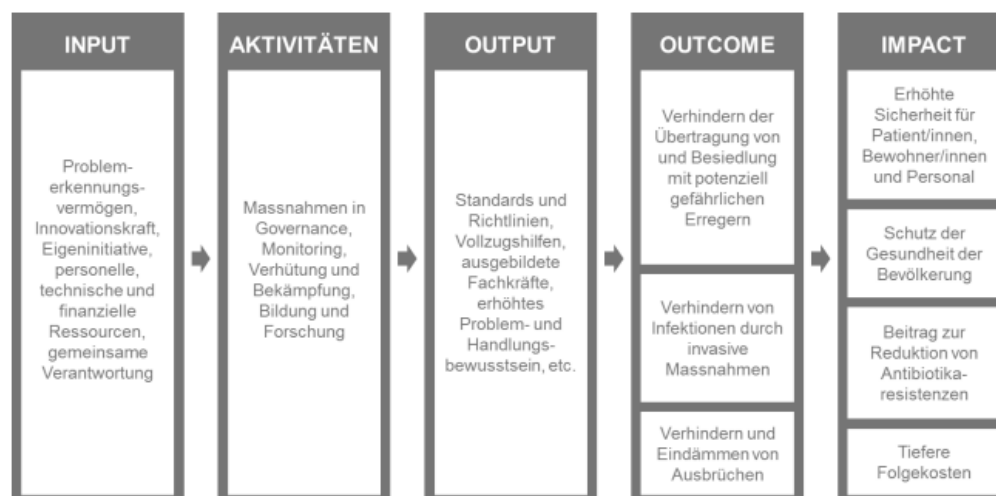 INPUT
Problem-
erkennungs-
vermögen,
Innovationskraft,
Eigeninitiative,
personelle,
technische und
finanzielle
Ressourcen,
gemeinsame
Verantwortung
AKTIVITÄTEN
Massnahmen in
Governance,
Monitoring,
Verhütung und
Bekämpfung,
Bildung und
Forschung
OUTPUT
Standards und
Richtlinien,
Vollzugshilfen,
ausgebildete
Fachkräfte,
erhöhtes
Problem- und
Handlungs-
bewusstsein, etc.
OUTCOME
Verhindern der
Übertragung von
und Besiedlung
mit potenziell
gefährlichen
Erregern
Verhindern von
Infektionen durch
invasive
Massnahmen
Verhindern und
Eindämmen von
Ausbrüchen
IMPACT
Erhöhte
Sicherheit für
Patient/innen,
Bewohner/innen
und Personal
Schutz der
Gesundheit der
Bevölkerung
Beitrag zur
Reduktion von
Antibiotika-
resistenzen
Tiefere
Folgekosten